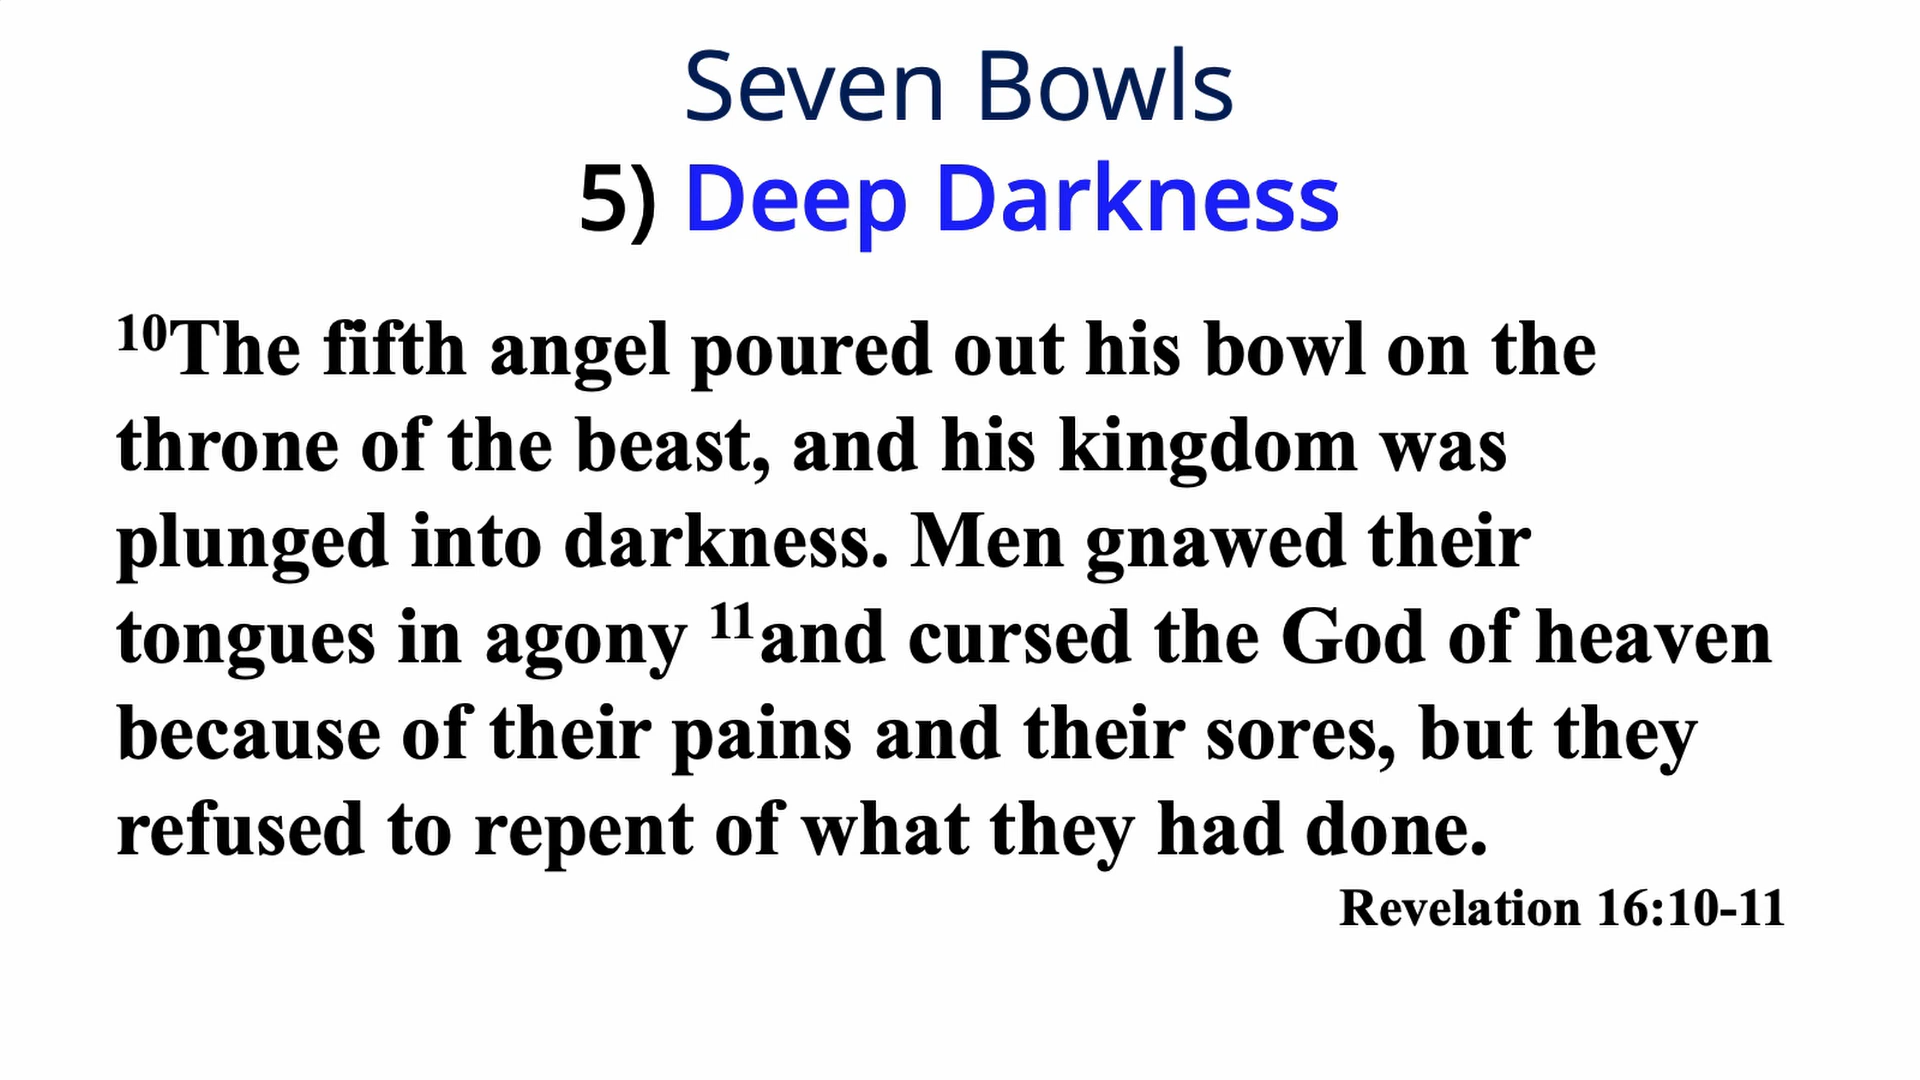 Seven Bowls
5) Deep Darkness
10The fifth angel poured out his bowl on the
throne of the beast, and his kingdom was
plunged into darkness. Men gnawed their
tongues in agony 11and cursed the God of heaven
because of their pains and their sores, but they
refused to repent of what they had done.
Revelation 16:10-11